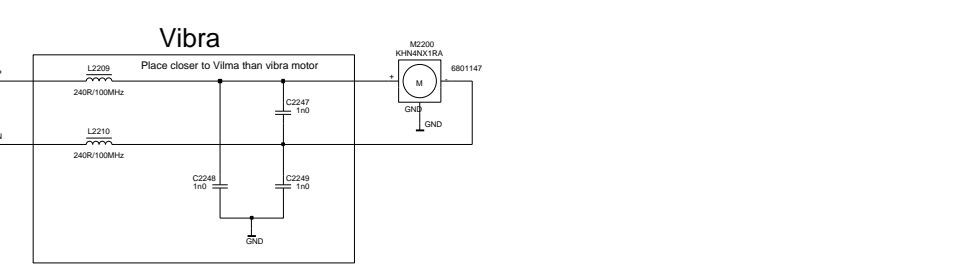 Vibra
M2200
KHN4NX1RA
L2209
Place closer to Vilma than vibra motor
6801147
+
M
-
240R/100MHz
C2247
1n0
GND
GND
L2210
240R/100MHz
C2248
1n0
C2249
1n0
GND